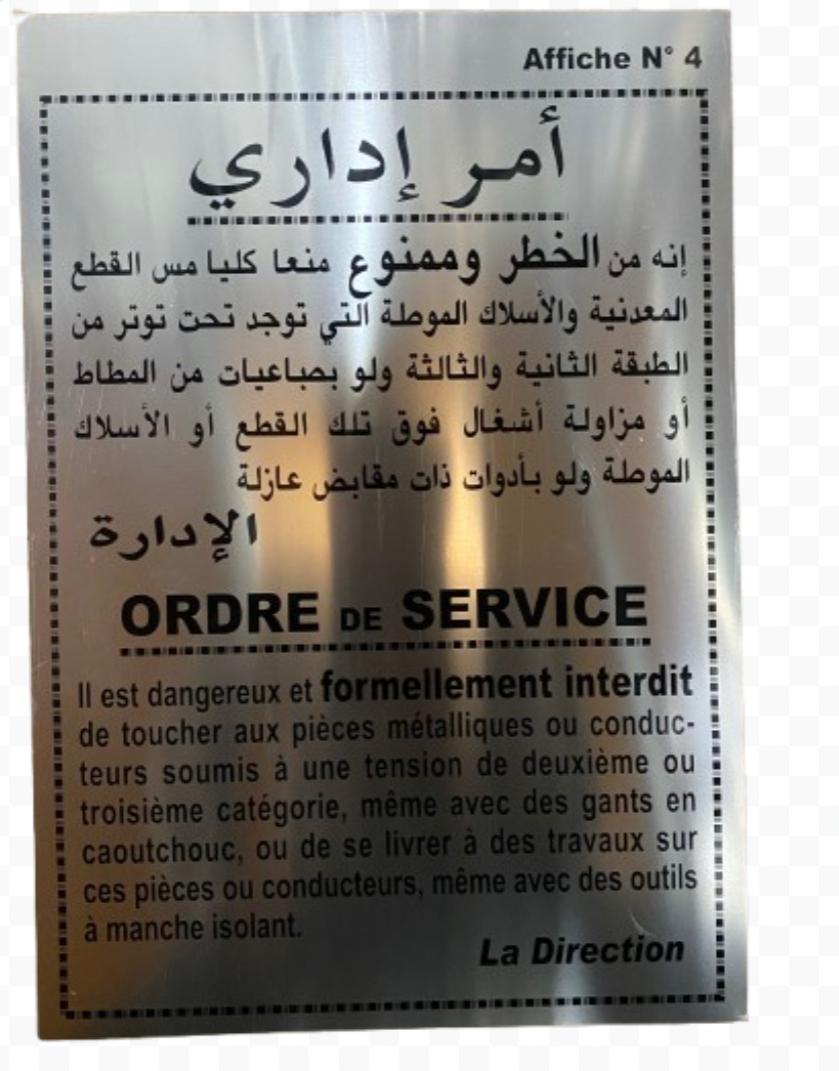 Affiche N° 4
أمر إداري
إنه من الخطر وممنوع منعا كليا مس القطع
المعدنية والأسلاك الموطة التي توجد تحت توتر من
الطبقة الثانية والثالثة ولو بصباعيات من المطاط
أو مزاولة أشغال فوق تلك القطع أو الأسلاك
الموطة ولو بأدوات ذات مقابض عازلة
الإدارة
ORDRE DE SERVICE
Il est dangereux et formellement interdit
de toucher aux pièces métalliques ou conduc-
teurs soumis à une tension de deuxième ou
troisième catégorie, même avec des gants en
caoutchouc, ou de se livrer à des travaux sur
ces pièces ou conducteurs, même avec des outils
à manche isolant.
La Direction